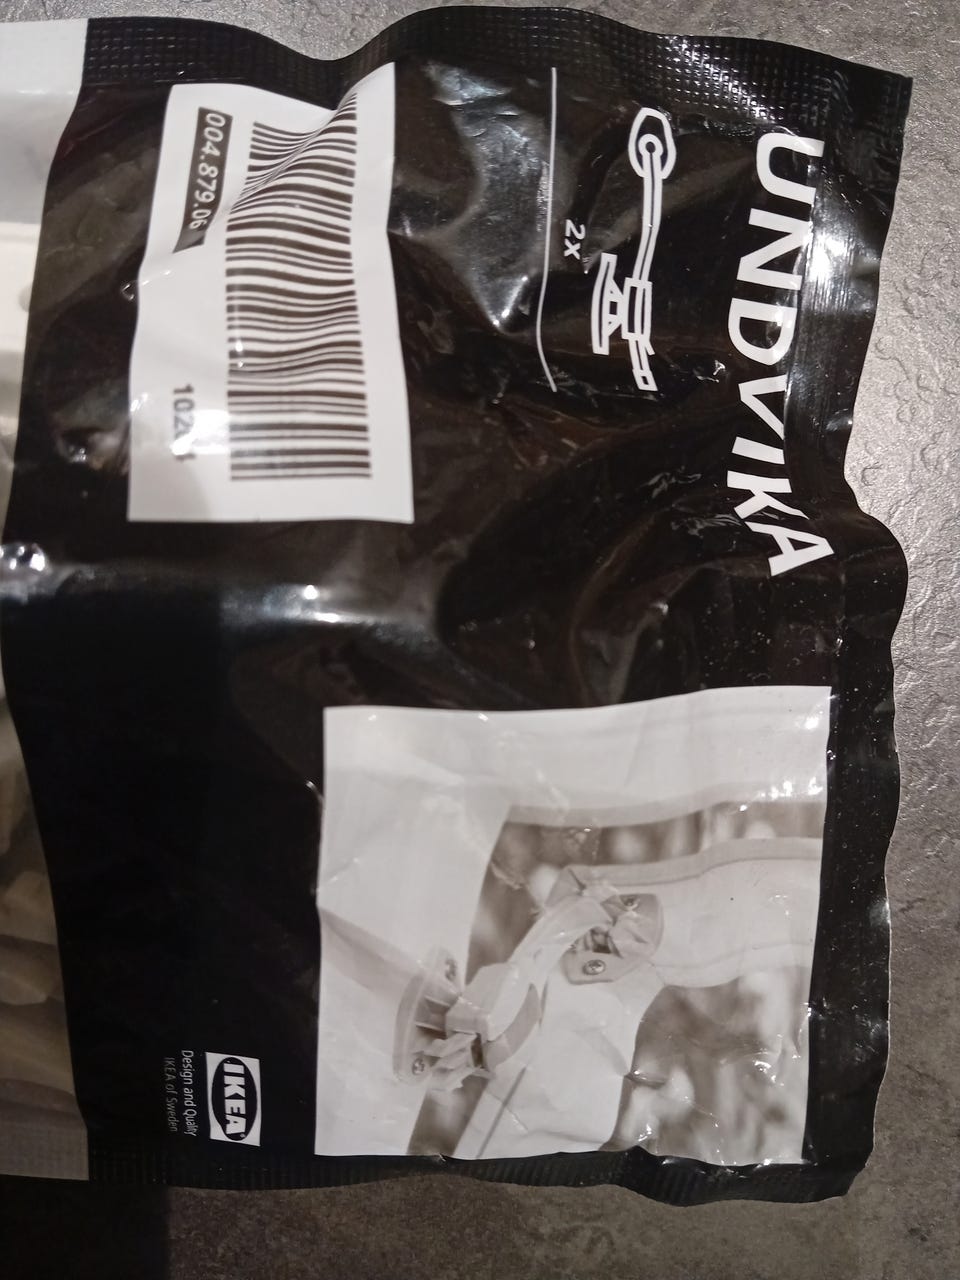 UNDVIKA
2x
004.879.06
IKEA
Design and Quality
IKEA of Sweden